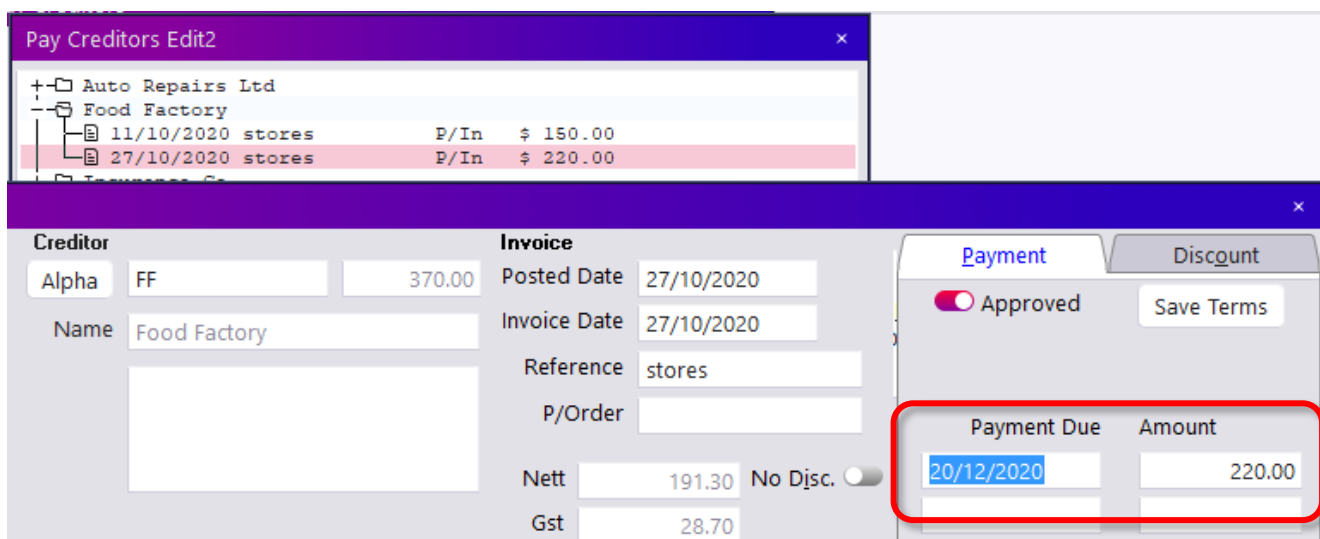 Pay Creditors Edit2
Auto Repairs Ltd
Food Factory
11/10/2020 stores P/In $ 150.00
27/10/2020 stores P/In $ 220.00
Creditor
Alpha FF 370.00
Name Food Factory
Invoice
Posted Date 27/10/2020
Invoice Date 27/10/2020
Reference stores
P/Order
Nett 191.30 No Disc.
Gst 28.70
Payment Discount
Approved Save Terms
Payment Due Amount
20/12/2020 220.00